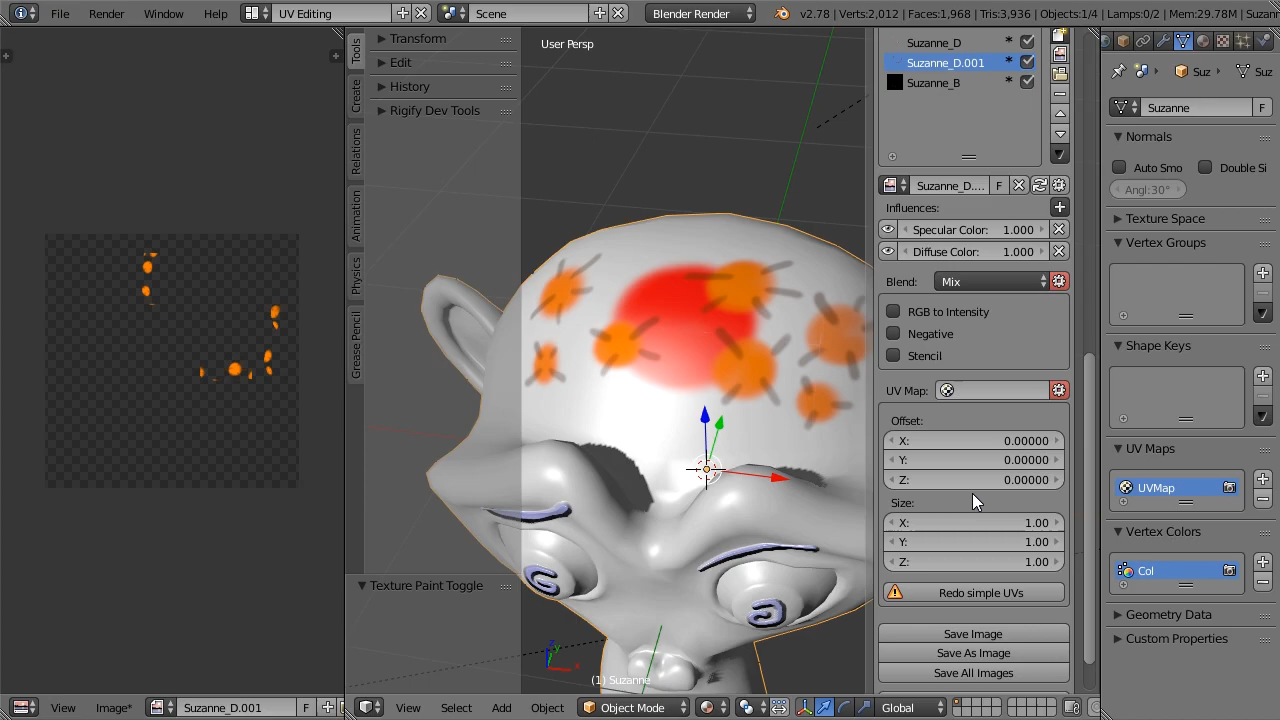 File Render Window Help UV Editing Scene Blender Render v2.78 | Verts:2,012 | Faces:1,968 | Tris:3,936 | Objects:1/4 | Lamps:0/2 | Mem:29.78M | Suzan
Tools
Create
Relations
Animation
Physics
Grease Pencil
Transform
Edit
History
Rigify Dev Tools
Texture Paint Toggle
User Persp
(1) Suzanne
Suzanne_D
Suzanne_D.001
Suzanne_B
Suzanne_D.... F
Influences:
Specular Color: 1.000
Diffuse Color: 1.000
Blend: Mix
RGB to Intensity
Negative
Stencil
UV Map:
Offset:
X: 0.00000
Y: 0.00000
Z: 0.00000
Size:
X: 1.00
Y: 1.00
Z: 1.00
Redo simple UVs
Save Image
Save As Image
Save All Images
Suz Suz
Suzanne F
Normals
Auto Smo Double Si
Angl:30°
Texture Space
Vertex Groups
Shape Keys
UV Maps
UVMap
Vertex Colors
Col
Geometry Data
Custom Properties
View Image* Suzanne_D.001 F
View Select Add Object Object Mode Global